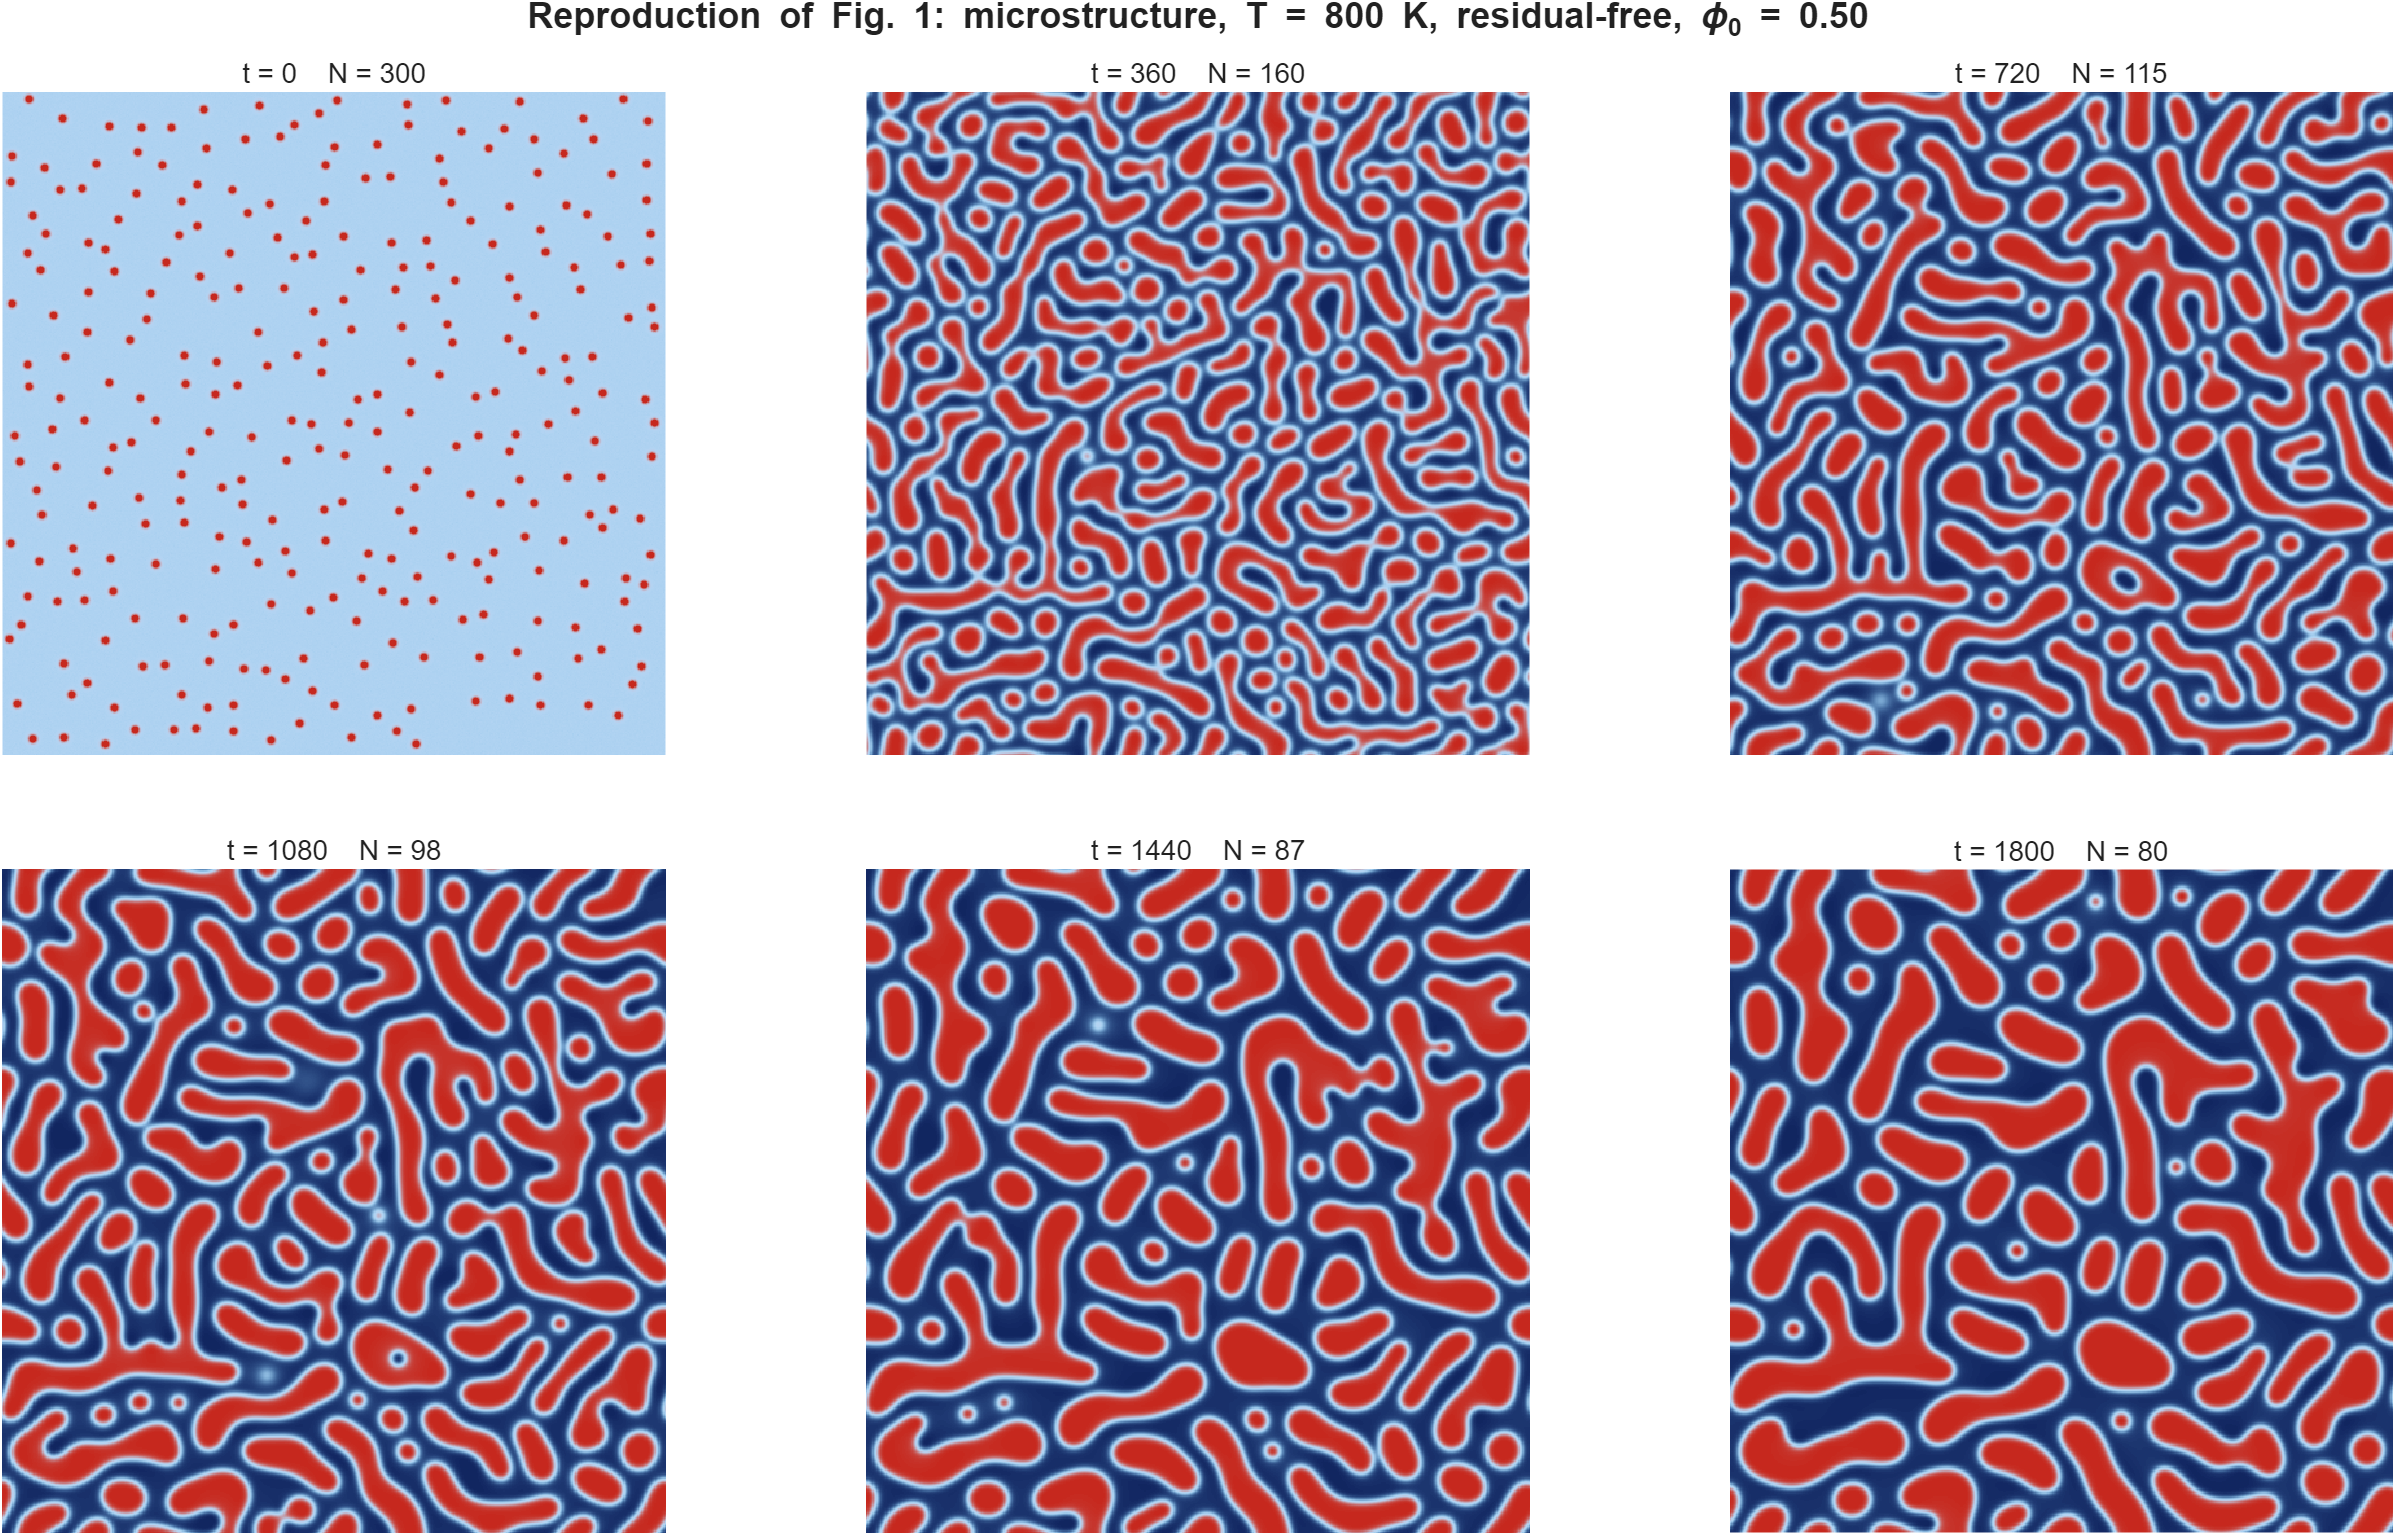 Reproduction of Fig. 1: microstructure, T = 800 K, residual-free, ϕ₀ = 0.50
t = 0 N = 300
t = 360 N = 160
t = 720 N = 115
t = 1080 N = 98
t = 1440 N = 87
t = 1800 N = 80